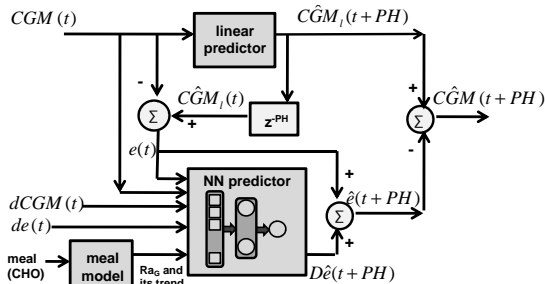 CGM (t)
linear
predictor
CĜM_l (t + PH)
-
Σ
+
CĜM_l (t)
z^-PH
+
Σ
-
CĜM (t + PH)
e(t)
NN predictor
+
Σ
+
ê(t + PH)
dCGM (t)
de(t)
meal
(CHO)
meal
model
Ra_G and
its trend
Dê(t + PH)